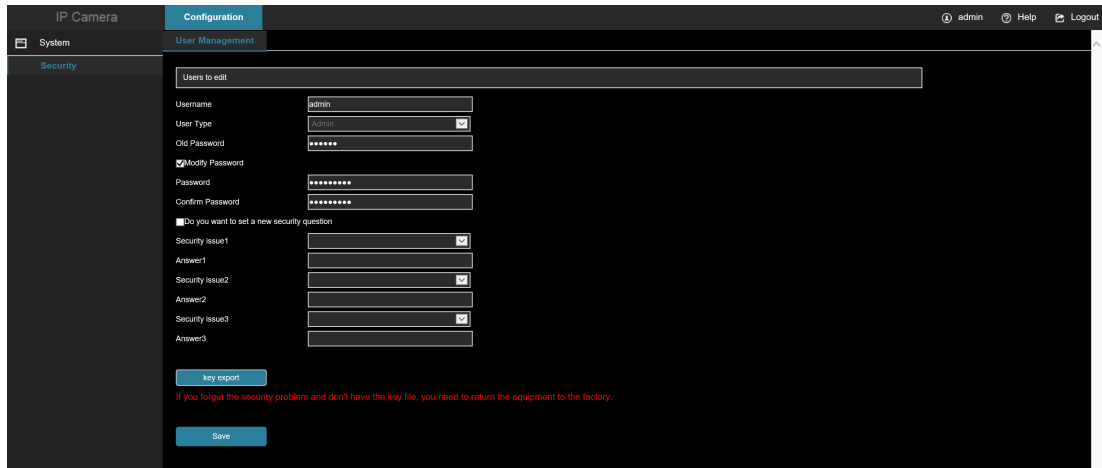 IP Camera
Configuration
admin
Help
Logout
System
User Management
Security
Users to edit
Username
admin
User Type
Admin
Old Password
••••••
Modify Password
Password
•••••••••
Confirm Password
•••••••••
Do you want to set a new security question
Security issue1
Answer1
Security issue2
Answer2
Security issue3
Answer3
key export
If you forget the security problem and don't have the key file, you need to return the equipment to the factory.
Save